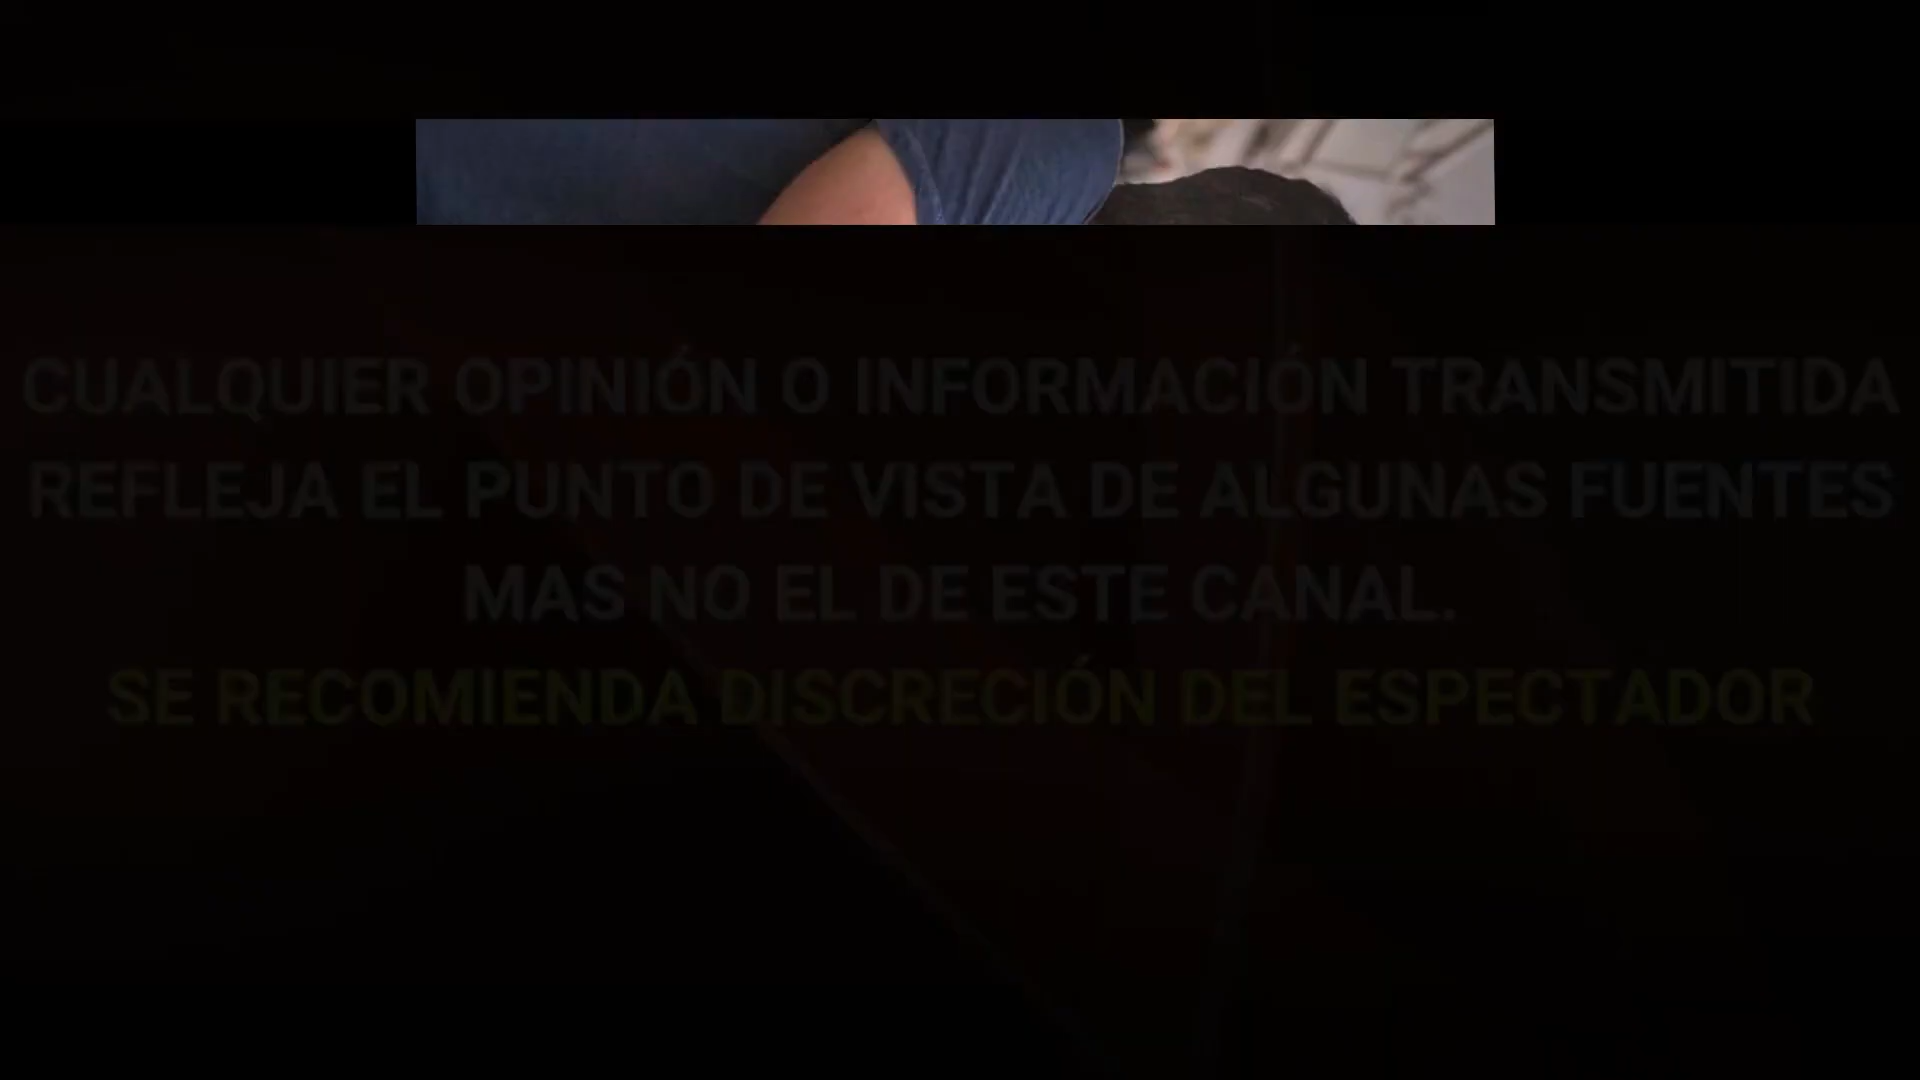 CUALQUIER OPINIÓN O INFORMACIÓN TRANSMITIDA
REFLEJA EL PUNTO DE VISTA DE ALGUNAS FUENTES
MAS NO EL DE ESTE CANAL.
SE RECOMIENDA DISCRECIÓN DEL ESPECTADOR